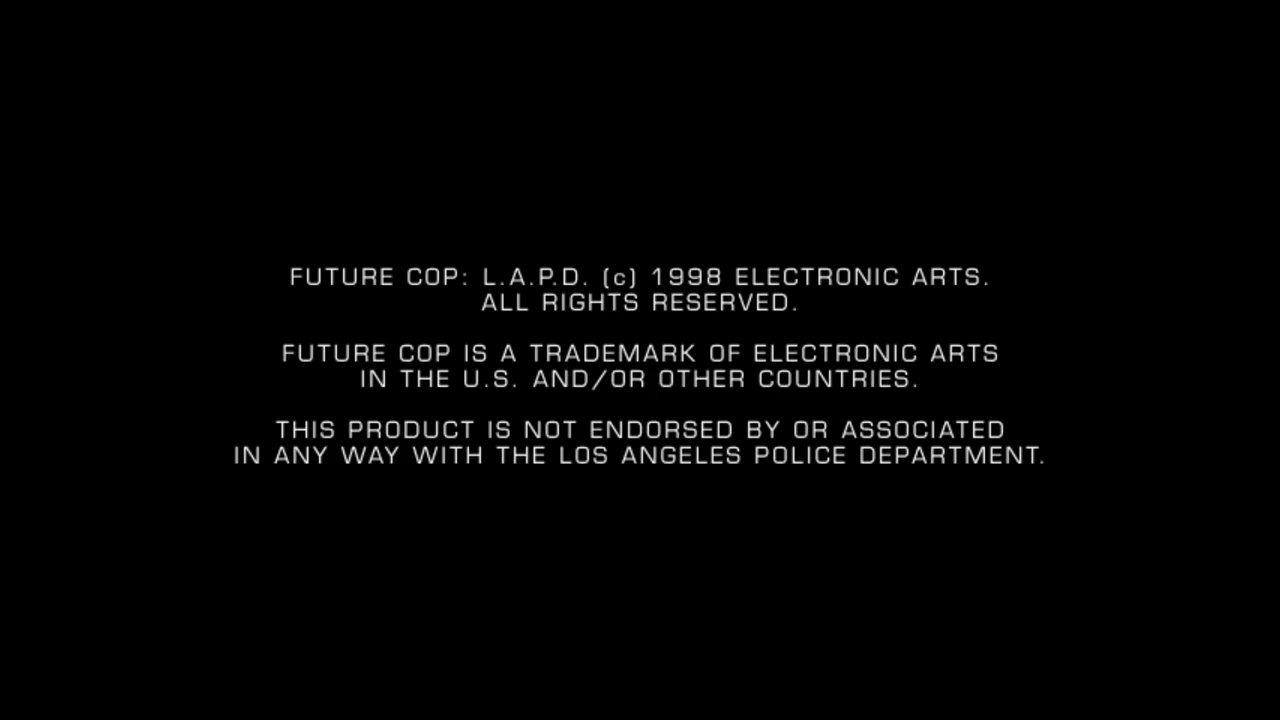 FUTURE COP: L.A.P.D. (c) 1998 ELECTRONIC ARTS.
ALL RIGHTS RESERVED.
FUTURE COP IS A TRADEMARK OF ELECTRONIC ARTS
IN THE U.S. AND/OR OTHER COUNTRIES.
THIS PRODUCT IS NOT ENDORSED BY OR ASSOCIATED
IN ANY WAY WITH THE LOS ANGELES POLICE DEPARTMENT.